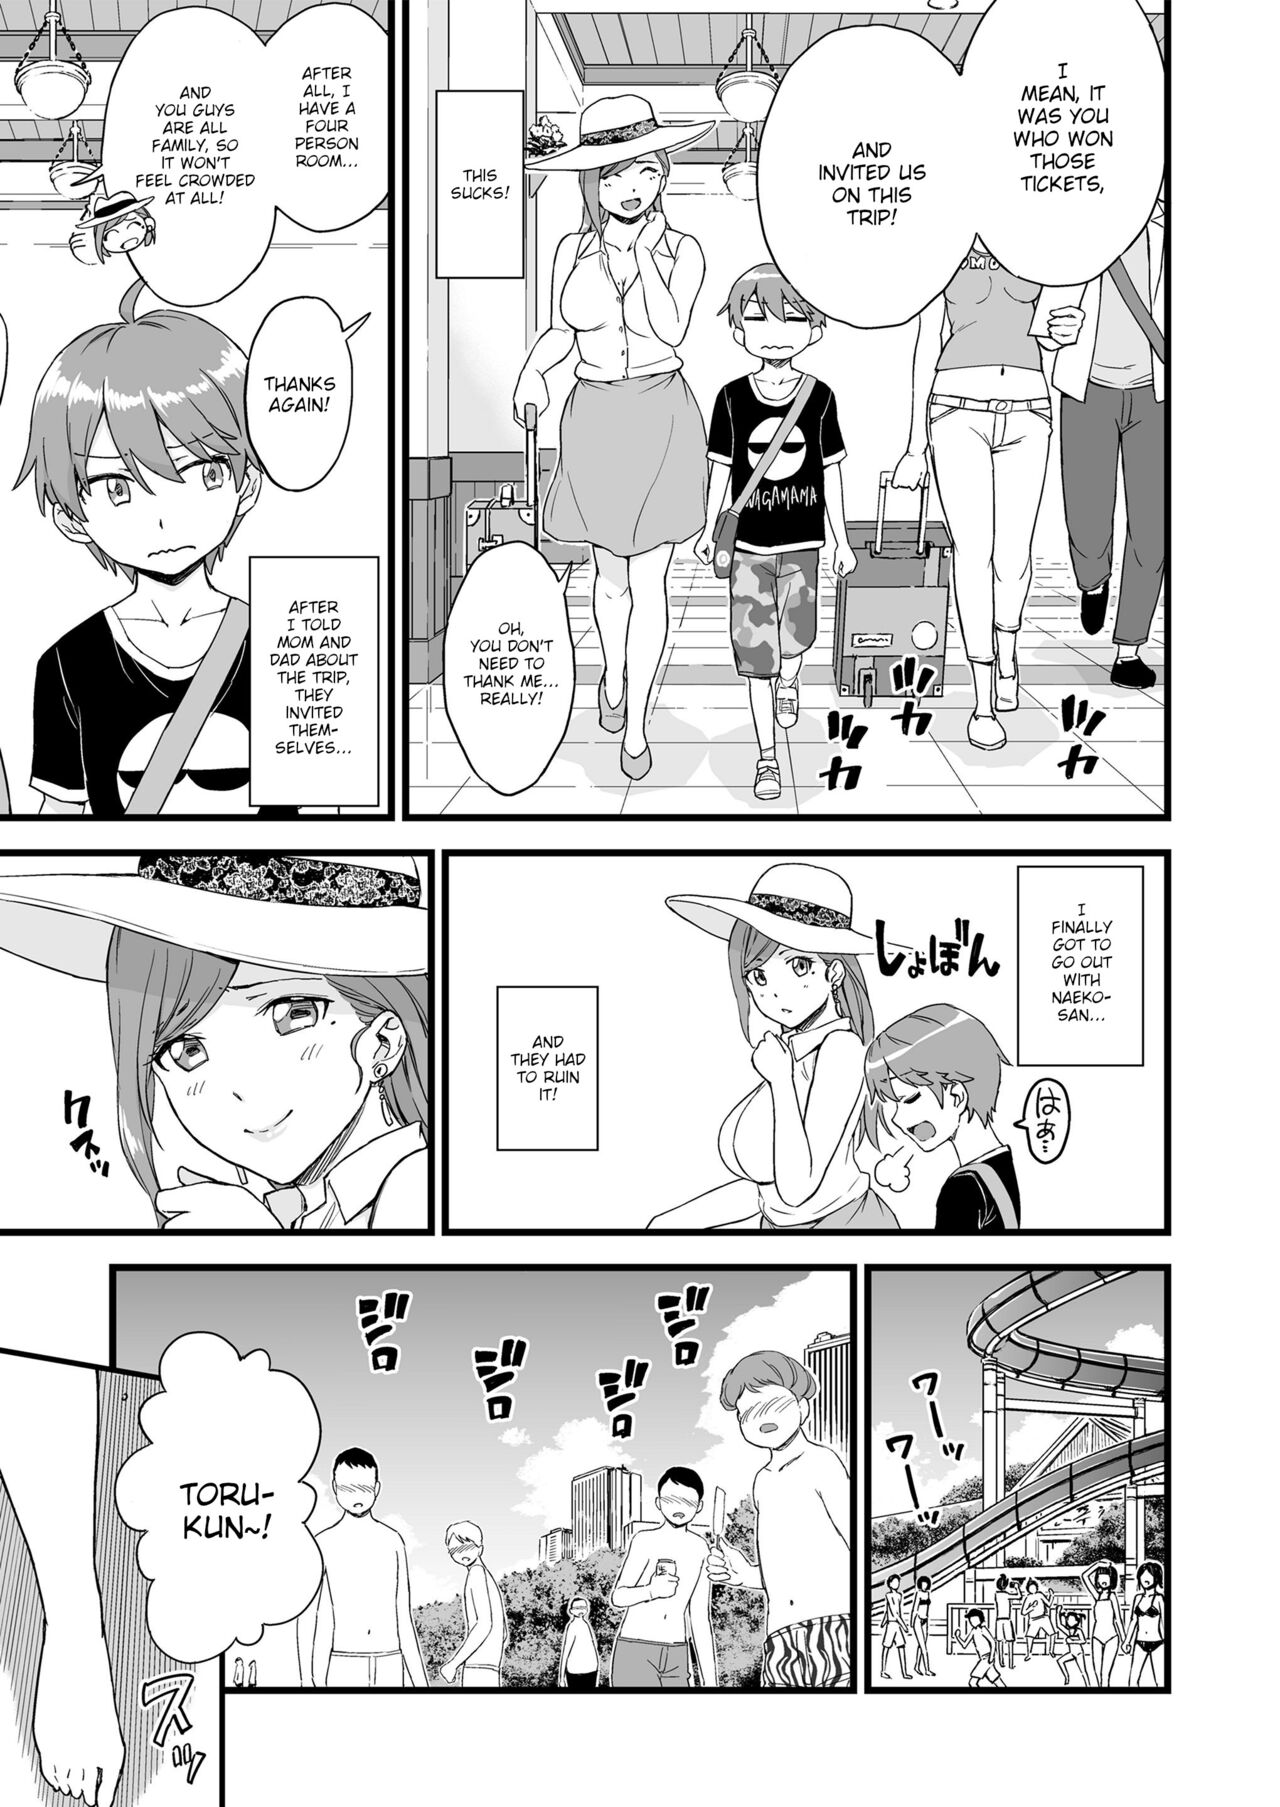 I
MEAN, IT
WAS YOU
WHO WON
THOSE
TICKETS,
AND
INVITED US
ON THIS
TRIP!
THIS
SUCKS!
WAGAMAMA
OH,
YOU DON'T
NEED TO
THANK ME...
REALLY!
ツカ
ツカ
AFTER
ALL, I
HAVE A
FOUR
PERSON
ROOM...
AND
YOU GUYS
ARE ALL
FAMILY, SO
IT WON'T
FEEL CROWDED
AT ALL!
THANKS
AGAIN!
AFTER
I TOLD
MOM AND
DAD ABOUT
THE TRIP,
THEY
INVITED
THEM-
SELVES...
I
FINALLY
GOT TO
GO OUT
WITH
NAEKO-
SAN...
しょぼん
はぁ…
AND
THEY HAD
TO RUIN
IT!
クスッ
ワーッ
ワーッ
ジロ
ジロ
ジロ
ジロ
TORU-
KUN~!
スッ